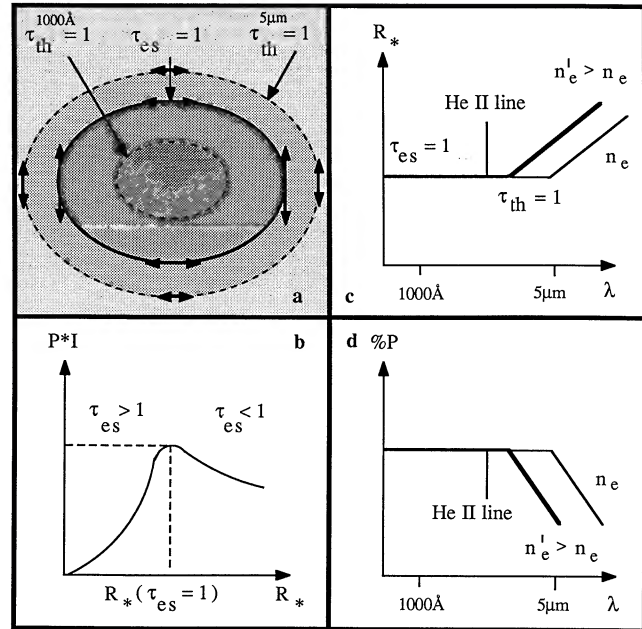 1000Å 5μm
τth = 1 τes = 1 τth = 1
a
P*I b
τes > 1 τes < 1
R* (τes = 1) R*
R*
n'e > ne
He II line
τes = 1 ne
τth = 1
c 1000Å 5μm λ
d %P
ne
He II line
n'e > ne
1000Å 5μm λ